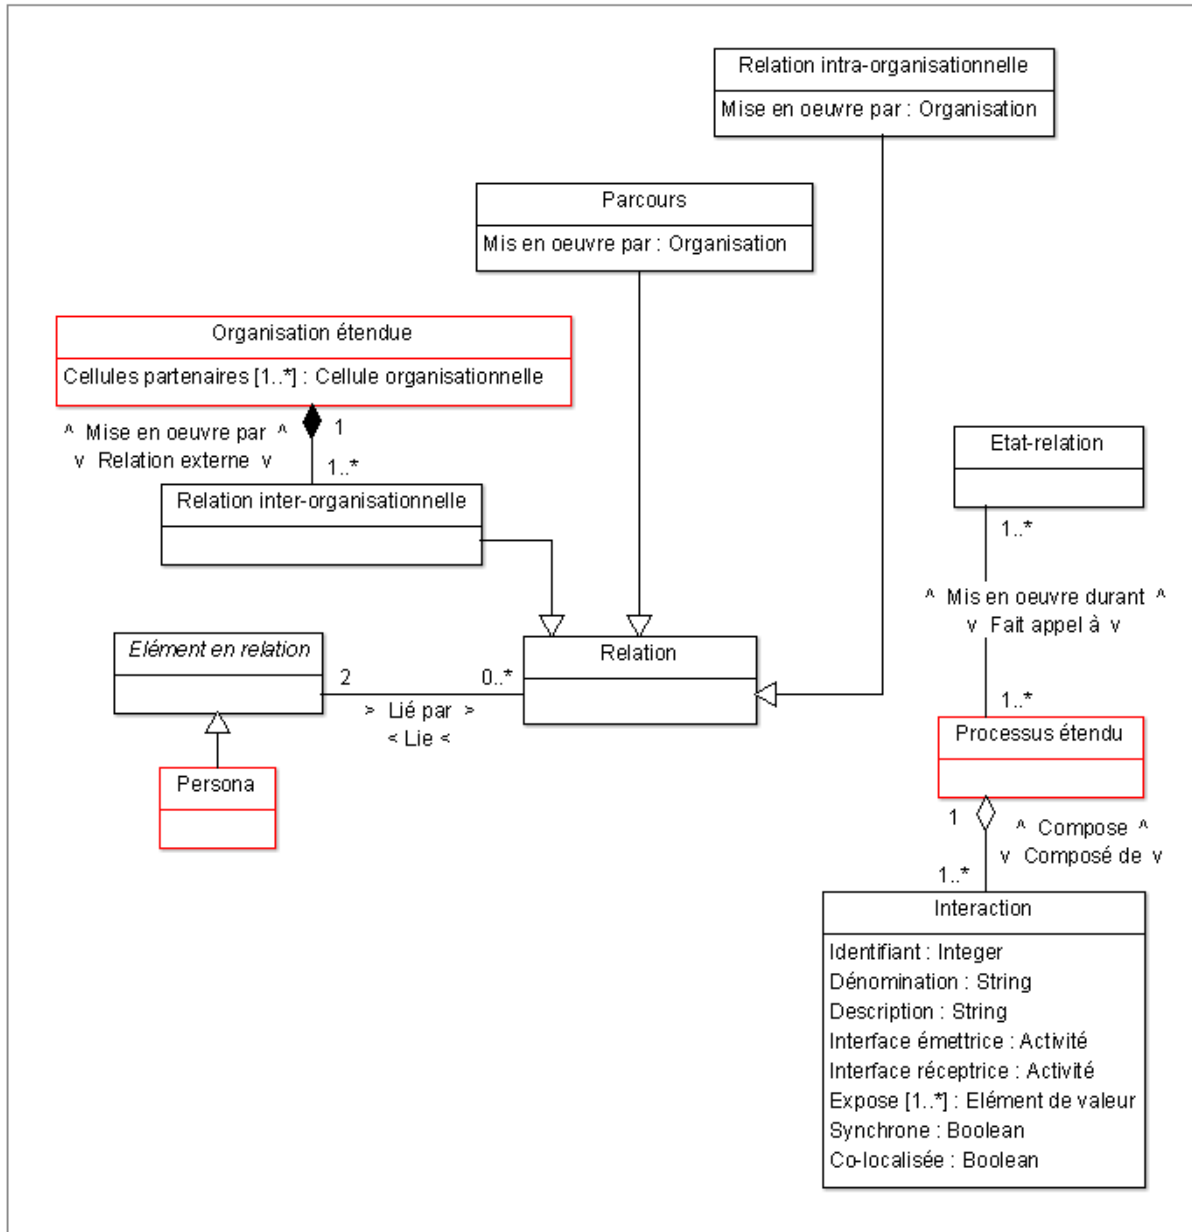 Relation intra-organisationnelle
Mise en oeuvre par : Organisation
Parcours
Mis en oeuvre par : Organisation
Organisation étendue
Cellules partenaires [1..*] : Cellule organisationnelle
^ Mise en oeuvre par ^
v Relation externe v
1
1..*
Relation inter-organisationnelle
Etat-relation
1..*
^ Mis en oeuvre durant ^
v Fait appel à v
1..*
Elément en relation
2
0..*
> Lié par >
< Lie <
Relation
Persona
Processus étendu
1
^ Compose ^
v Composé de v
1..*
Interaction
Identifiant : Integer
Dénomination : String
Description : String
Interface émettrice : Activité
Interface réceptrice : Activité
Expose [1..*] : Elément de valeur
Synchrone : Boolean
Co-localisée : Boolean